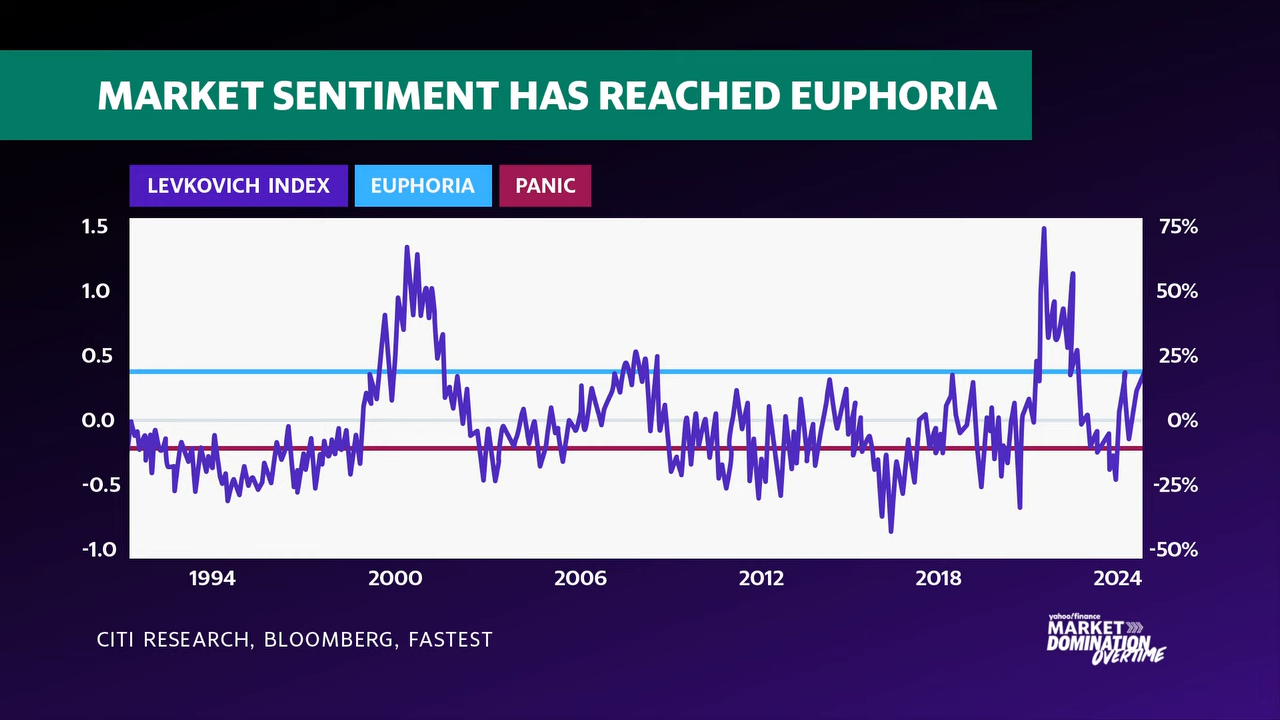 MARKET SENTIMENT HAS REACHED EUPHORIA
LEVKOVICH INDEX EUPHORIA PANIC
1.5 75%
1.0 50%
0.5 25%
0.0 0%
-0.5 -25%
-1.0 -50%
1994 2000 2006 2012 2018 2024
CITI RESEARCH, BLOOMBERG, FASTEST
yahoo!finance
MARKET
DOMINATION
OVERTIME